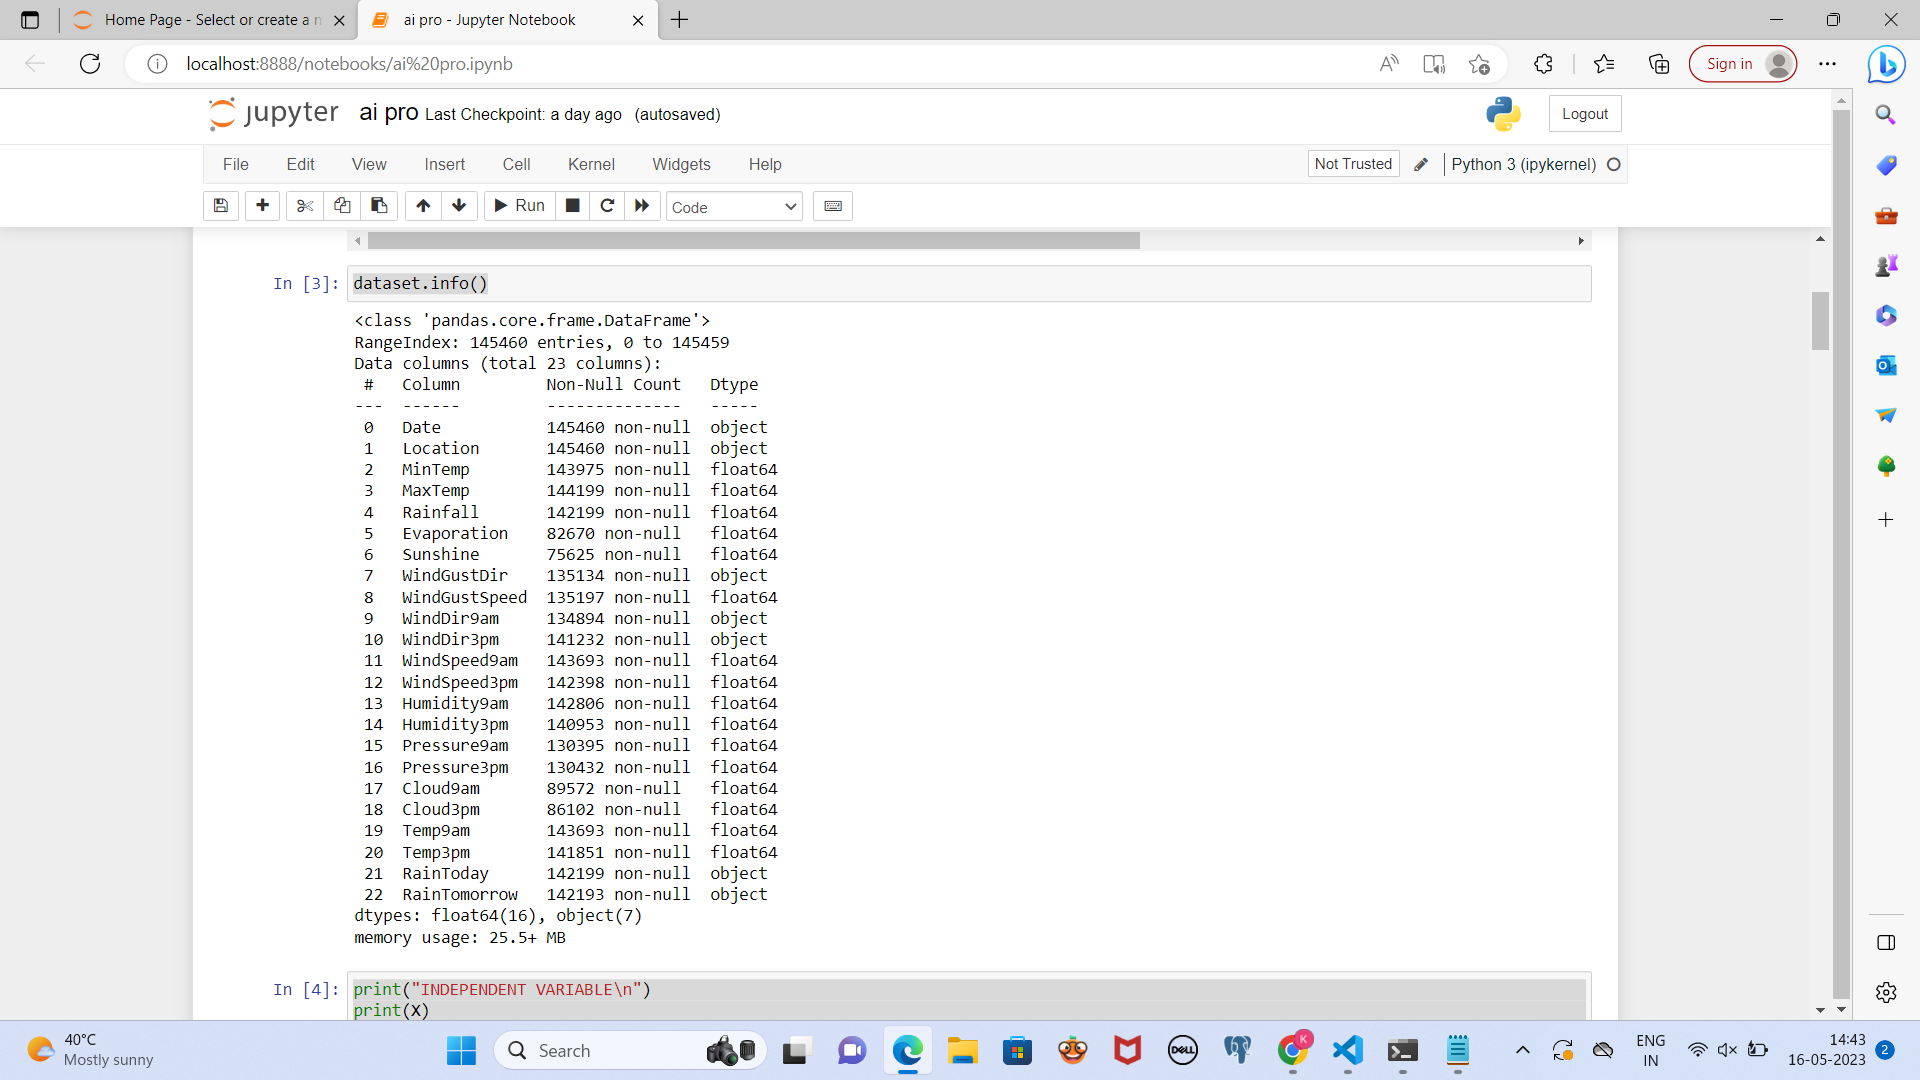 Home Page - Select or create a n
ai pro - Jupyter Notebook
localhost:8888/notebooks/ai%20pro.ipynb
Sign in
jupyter ai pro Last Checkpoint: a day ago (autosaved)
Logout
File Edit View Insert Cell Kernel Widgets Help
Not Trusted
Python 3 (ipykernel)
Run
Code
In [3]: dataset.info()
<class 'pandas.core.frame.DataFrame'>
RangeIndex: 145460 entries, 0 to 145459
Data columns (total 23 columns):
 #   Column         Non-Null Count   Dtype
---  ------         --------------   -----
 0   Date           145460 non-null  object
 1   Location       145460 non-null  object
 2   MinTemp        143975 non-null  float64
 3   MaxTemp        144199 non-null  float64
 4   Rainfall       142199 non-null  float64
 5   Evaporation    82670 non-null   float64
 6   Sunshine       75625 non-null   float64
 7   WindGustDir    135134 non-null  object
 8   WindGustSpeed  135197 non-null  float64
 9   WindDir9am     134894 non-null  object
 10  WindDir3pm     141232 non-null  object
 11  WindSpeed9am   143693 non-null  float64
 12  WindSpeed3pm   142398 non-null  float64
 13  Humidity9am    142806 non-null  float64
 14  Humidity3pm    140953 non-null  float64
 15  Pressure9am    130395 non-null  float64
 16  Pressure3pm    130432 non-null  float64
 17  Cloud9am       89572 non-null   float64
 18  Cloud3pm       86102 non-null   float64
 19  Temp9am        143693 non-null  float64
 20  Temp3pm        141851 non-null  float64
 21  RainToday      142199 non-null  object
 22  RainTomorrow   142193 non-null  object
dtypes: float64(16), object(7)
memory usage: 25.5+ MB
In [4]: print("INDEPENDENT VARIABLE\n")
print(X)
40°C
Mostly sunny
Search
DELL
K
ENG
IN
14:43
16-05-2023
2